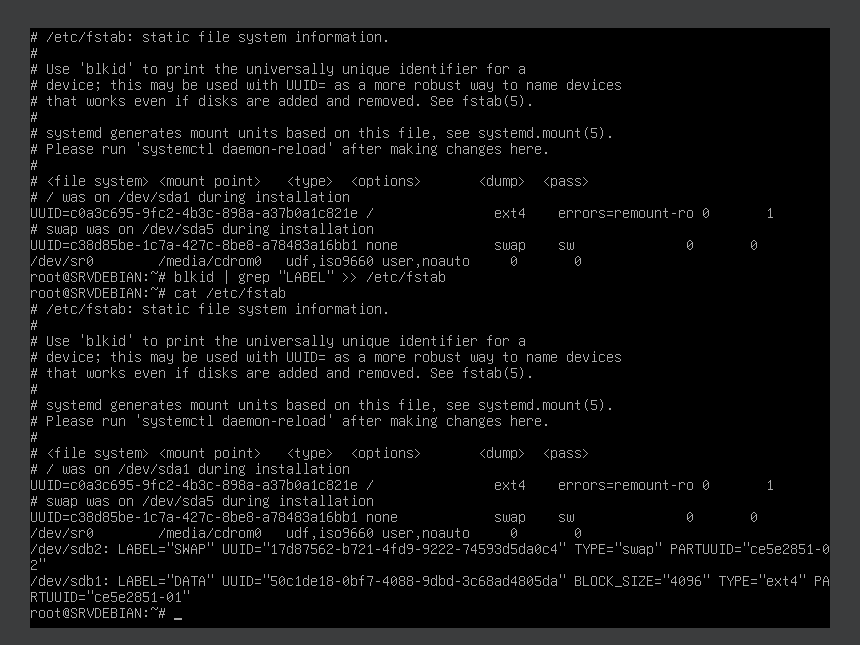 # /etc/fstab: static file system information.
#
# Use 'blkid' to print the universally unique identifier for a
# device; this may be used with UUID= as a more robust way to name devices
# that works even if disks are added and removed. See fstab(5).
#
# systemd generates mount units based on this file, see systemd.mount(5).
# Please run 'systemctl daemon-reload' after making changes here.
#
# <file system> <mount point>   <type>  <options>       <dump>  <pass>
# / was on /dev/sda1 during installation
UUID=c0a3c695-9fc2-4b3c-898a-a37b0a1c821e /               ext4    errors=remount-ro 0       1
# swap was on /dev/sda5 during installation
UUID=c38d85be-1c7a-427c-8be8-a78483a16bb1 none            swap    sw              0       0
/dev/sr0        /media/cdrom0   udf,iso9660 user,noauto     0       0
root@SRVDEBIAN:~# blkid | grep "LABEL" >> /etc/fstab
root@SRVDEBIAN:~# cat /etc/fstab
# /etc/fstab: static file system information.
#
# Use 'blkid' to print the universally unique identifier for a
# device; this may be used with UUID= as a more robust way to name devices
# that works even if disks are added and removed. See fstab(5).
#
# systemd generates mount units based on this file, see systemd.mount(5).
# Please run 'systemctl daemon-reload' after making changes here.
#
# <file system> <mount point>   <type>  <options>       <dump>  <pass>
# / was on /dev/sda1 during installation
UUID=c0a3c695-9fc2-4b3c-898a-a37b0a1c821e /               ext4    errors=remount-ro 0       1
# swap was on /dev/sda5 during installation
UUID=c38d85be-1c7a-427c-8be8-a78483a16bb1 none            swap    sw              0       0
/dev/sr0        /media/cdrom0   udf,iso9660 user,noauto     0       0
/dev/sdb2: LABEL="SWAP" UUID="17d87562-b721-4fd9-9222-74593d5da0c4" TYPE="swap" PARTUUID="ce5e2851-0
2"
/dev/sdb1: LABEL="DATA" UUID="50c1de18-0bf7-4088-9dbd-3c68ad4805da" BLOCK_SIZE="4096" TYPE="ext4" PA
RTUUID="ce5e2851-01"
root@SRVDEBIAN:~# _